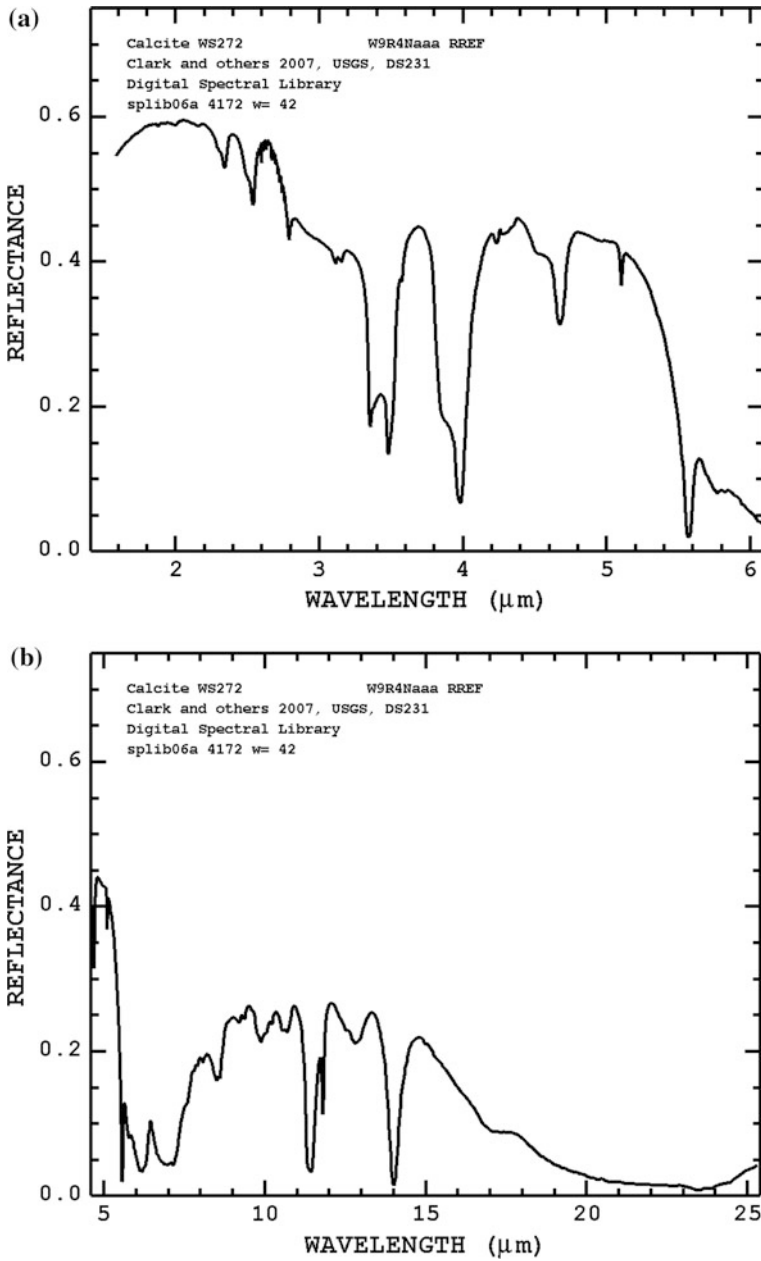 (a)
Calcite WS272 W9R4Naaa RREF
Clark and others 2007, USGS, DS231
Digital Spectral Library
splib06a 4172 w= 42
0.6
0.4
0.2
0.0
REFLECTANCE
2 3 4 5 6
WAVELENGTH (μm)
(b)
Calcite WS272 W9R4Naaa RREF
Clark and others 2007, USGS, DS231
Digital Spectral Library
splib06a 4172 w= 42
0.6
0.4
0.2
0.0
REFLECTANCE
5 10 15 20 25
WAVELENGTH (μm)